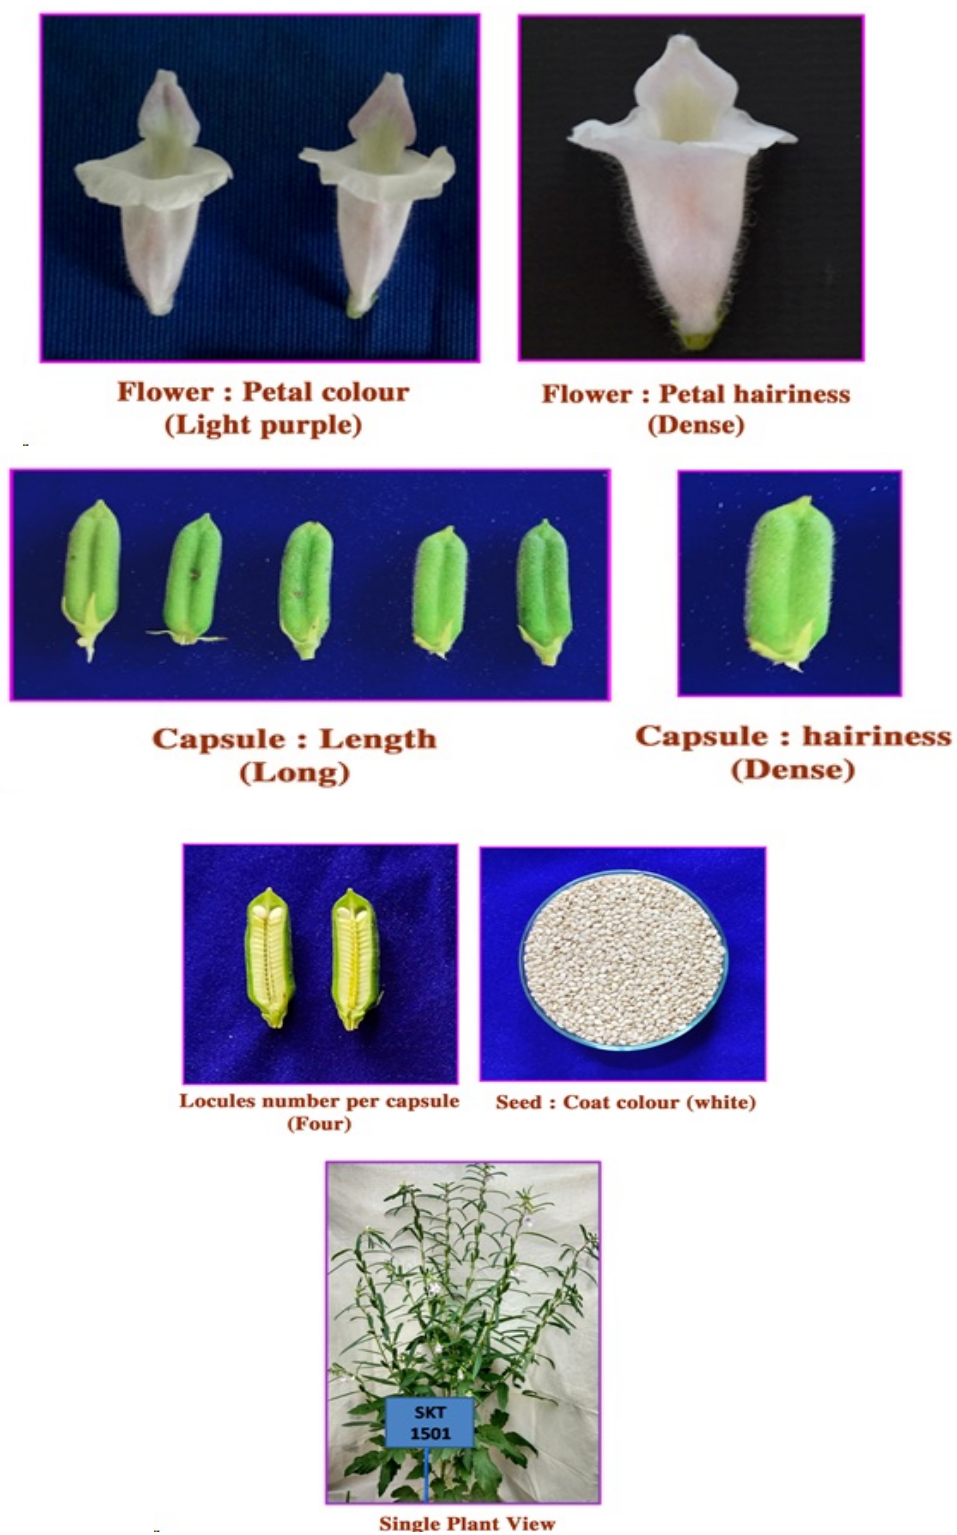 Flower : Petal colour
(Light purple)
Flower : Petal hairiness
(Dense)
Capsule : Length
(Long)
Capsule : hairiness
(Dense)
Locules number per capsule
(Four)
Seed : Coat colour (white)
SKT
1501
Single Plant View